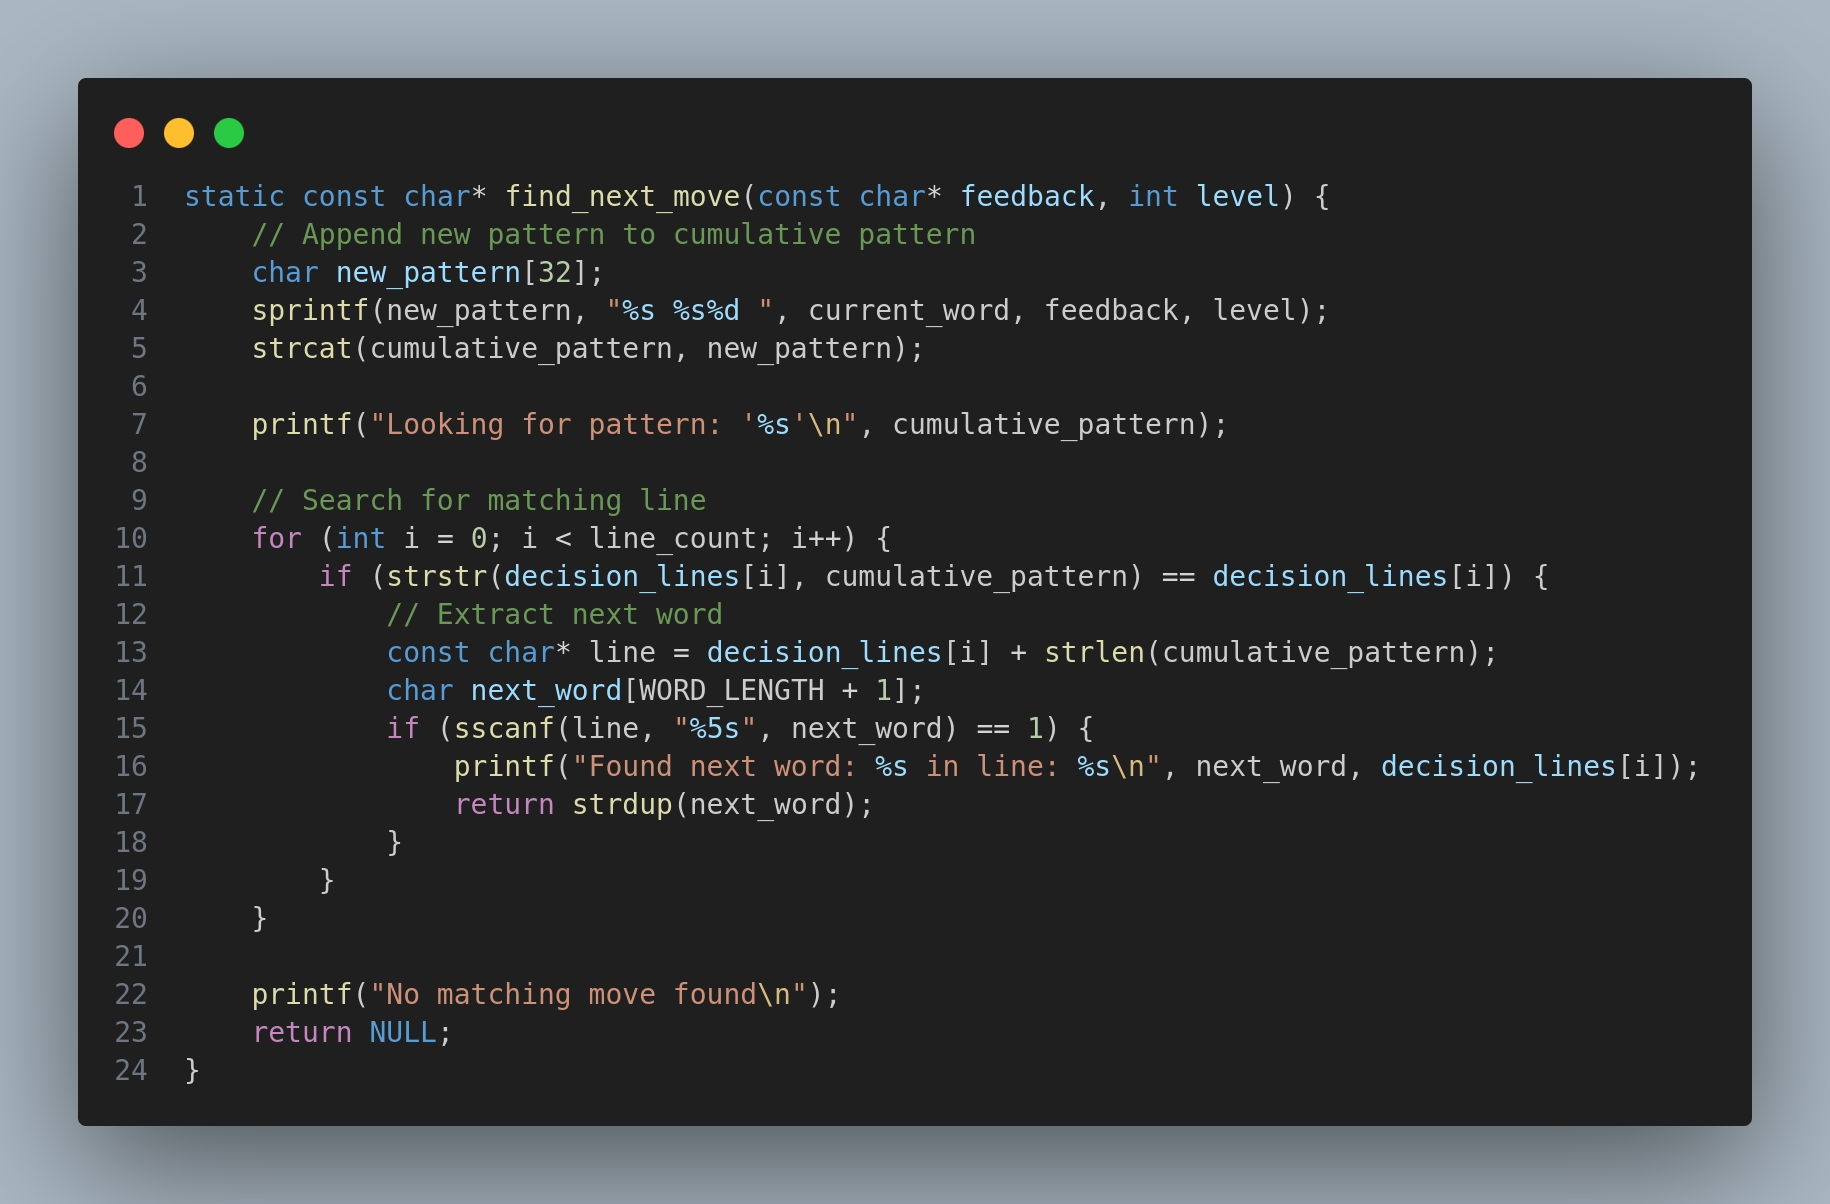 1 static const char* find_next_move(const char* feedback, int level) {
2     // Append new pattern to cumulative pattern
3     char new_pattern[32];
4     sprintf(new_pattern, "%s %s%d ", current_word, feedback, level);
5     strcat(cumulative_pattern, new_pattern);
6
7     printf("Looking for pattern: '%s'\n", cumulative_pattern);
8
9     // Search for matching line
10     for (int i = 0; i < line_count; i++) {
11         if (strstr(decision_lines[i], cumulative_pattern) == decision_lines[i]) {
12             // Extract next word
13             const char* line = decision_lines[i] + strlen(cumulative_pattern);
14             char next_word[WORD_LENGTH + 1];
15             if (sscanf(line, "%5s", next_word) == 1) {
16                 printf("Found next word: %s in line: %s\n", next_word, decision_lines[i]);
17                 return strdup(next_word);
18             }
19         }
20     }
21
22     printf("No matching move found\n");
23     return NULL;
24 }